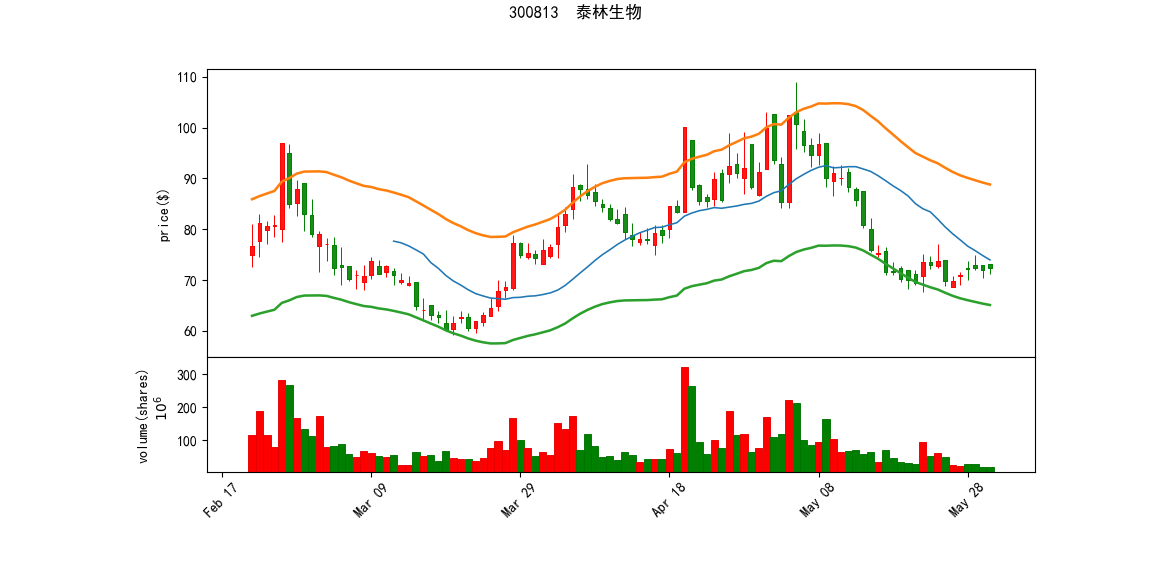 300813  泰林生物
110
100
90
80
70
60
price($)
300
200
100
volume(shares)
10^6
Feb 17
Mar 09
Mar 29
Apr 18
May 08
May 28